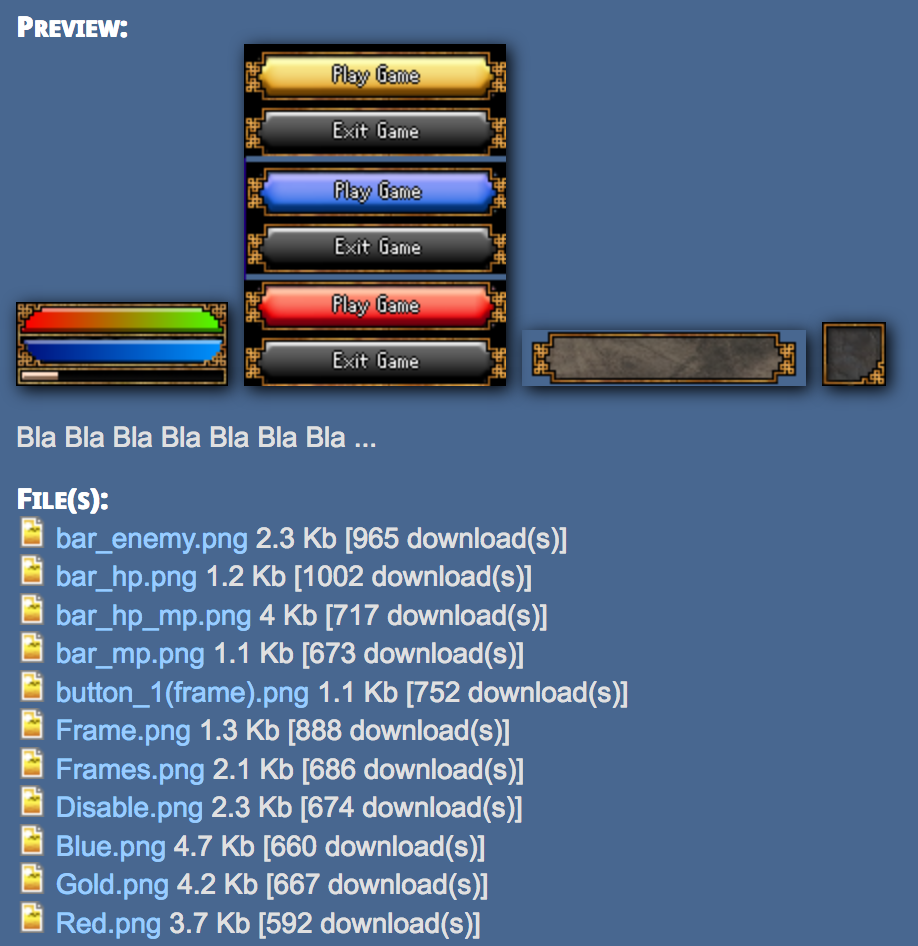 Preview:
Play Game
Exit Game
Play Game
Exit Game
Play Game
Exit Game
Bla Bla Bla Bla Bla Bla Bla ...
File(s):
bar_enemy.png 2.3 Kb [965 download(s)]
bar_hp.png 1.2 Kb [1002 download(s)]
bar_hp_mp.png 4 Kb [717 download(s)]
bar_mp.png 1.1 Kb [673 download(s)]
button_1(frame).png 1.1 Kb [752 download(s)]
Frame.png 1.3 Kb [888 download(s)]
Frames.png 2.1 Kb [686 download(s)]
Disable.png 2.3 Kb [674 download(s)]
Blue.png 4.7 Kb [660 download(s)]
Gold.png 4.2 Kb [667 download(s)]
Red.png 3.7 Kb [592 download(s)]